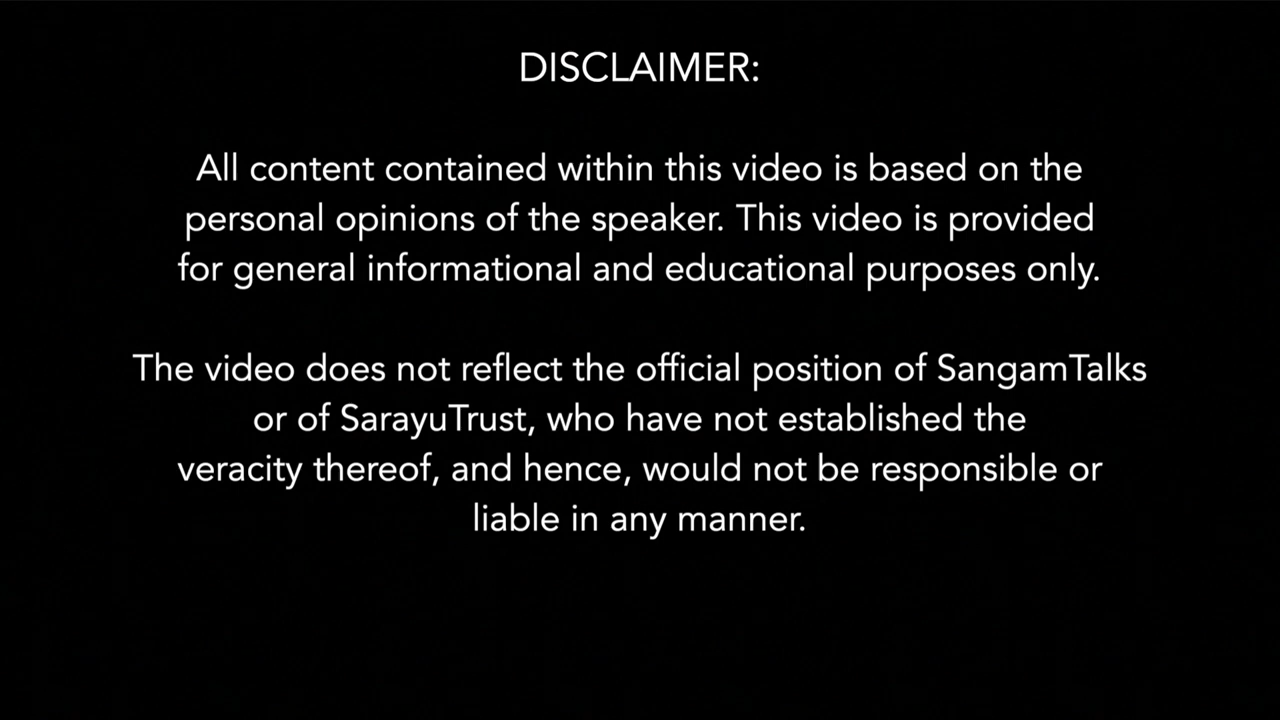 DISCLAIMER:
All content contained within this video is based on the
personal opinions of the speaker. This video is provided
for general informational and educational purposes only.
The video does not reflect the official position of SangamTalks
or of SarayuTrust, who have not established the
veracity thereof, and hence, would not be responsible or
liable in any manner.